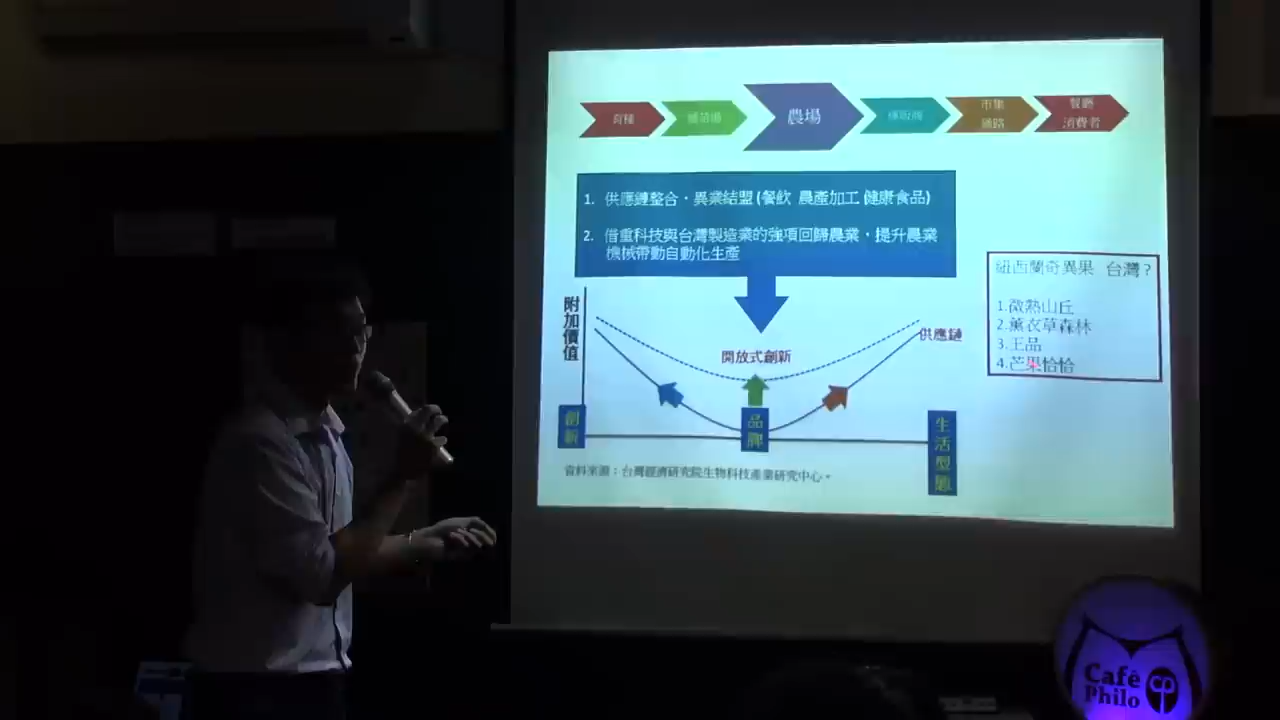 育種
農場
市集
通路
餐廳
消費者
1. 供應鏈整合，異業結盟 (餐飲 農產加工 健康食品)
2. 借重科技與台灣製造業的強項回歸農業，提升農業
機械帶動自動化生產
紐西蘭奇異果 台灣？
1.微熱山丘
2.薰衣草森林
3.王品
4.芒果恰恰
附加價值
供應鏈
開放式創新
創新
品牌
生活型態
資料來源：台灣經濟研究院生物科技產業研究中心。
Café
Philo